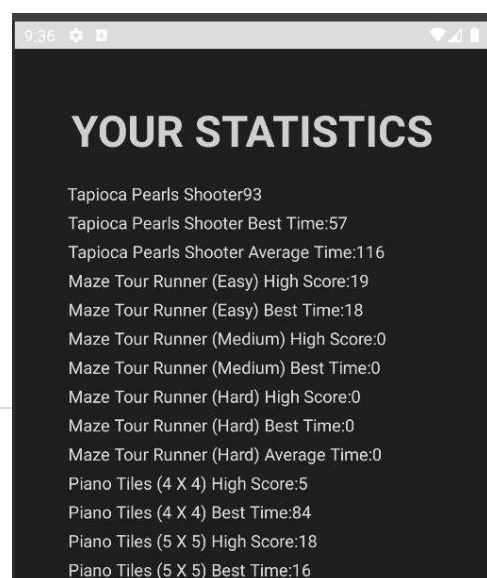 9:36
YOUR STATISTICS
Tapioca Pearls Shooter93
Tapioca Pearls Shooter Best Time:57
Tapioca Pearls Shooter Average Time:116
Maze Tour Runner (Easy) High Score:19
Maze Tour Runner (Easy) Best Time:18
Maze Tour Runner (Medium) High Score:0
Maze Tour Runner (Medium) Best Time:0
Maze Tour Runner (Hard) High Score:0
Maze Tour Runner (Hard) Best Time:0
Maze Tour Runner (Hard) Average Time:0
Piano Tiles (4 X 4) High Score:5
Piano Tiles (4 X 4) Best Time:84
Piano Tiles (5 X 5) High Score:18
Piano Tiles (5 X 5) Best Time:16